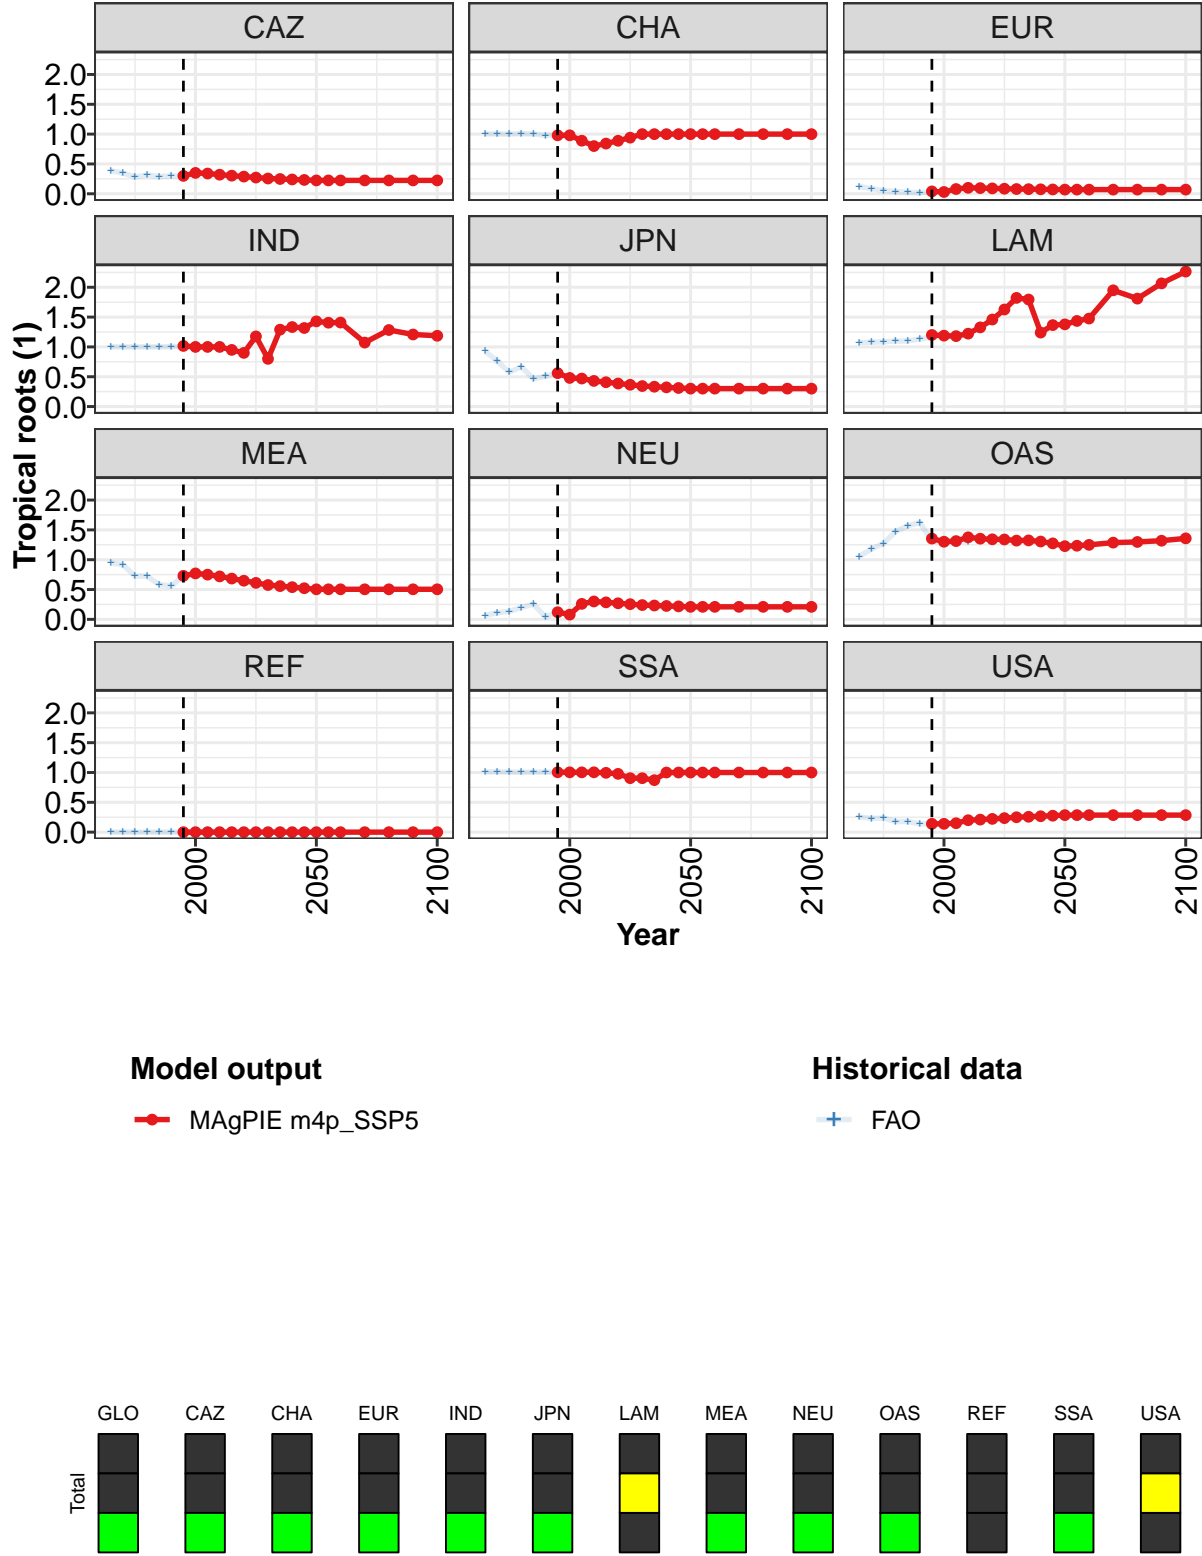 CAZ CHA EUR
2.0
1.5
1.0
0.5
0.0
IND JPN LAM
2.0
1.5
1.0
0.5
0.0
MEA NEU OAS
2.0
1.5
1.0
0.5
0.0
REF SSA USA
2.0
1.5
1.0
0.5
0.0
Tropical roots (1)
2000 2050 2100 2000 2050 2100 2000 2050 2100
Year
Model output Historical data
MAgPIE m4p_SSP5 FAO
GLO CAZ CHA EUR IND JPN LAM MEA NEU OAS REF SSA USA
Total